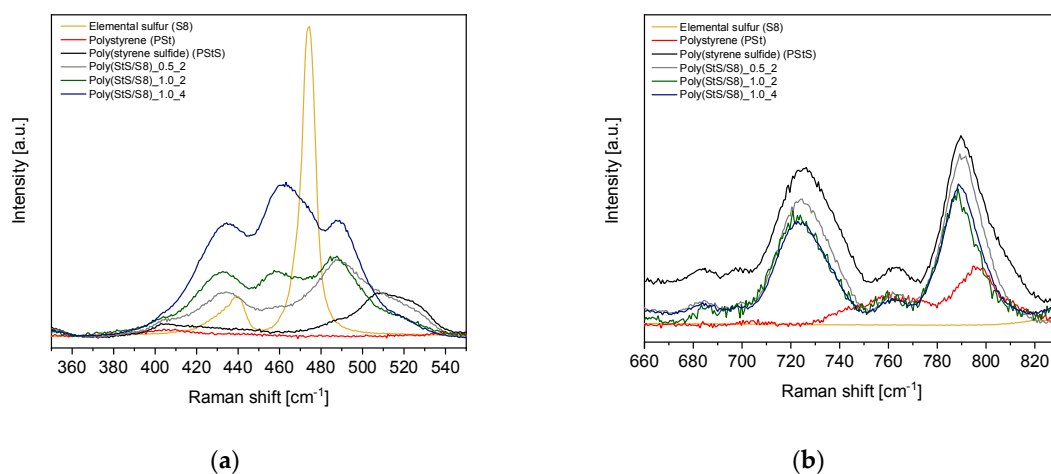 Elemental sulfur (S8)
Polystyrene (PSt)
Poly(styrene sulfide) (PStS)
Poly(StS/S8)_0.5_2
Poly(StS/S8)_1.0_2
Poly(StS/S8)_1.0_4
Intensity [a.u.]
360 400 420 440 460 480 500 520 540
Raman shift [cm-1]
(a)
Elemental sulfur (S8)
Polystyrene (PSt)
Poly(styrene sulfide) (PStS)
Poly(StS/S8)_0.5_2
Poly(StS/S8)_1.0_2
Poly(StS/S8)_1.0_4
Intensity [a.u.]
660 700 720 740 760 780 800 820
Raman shift [cm-1]
(b)